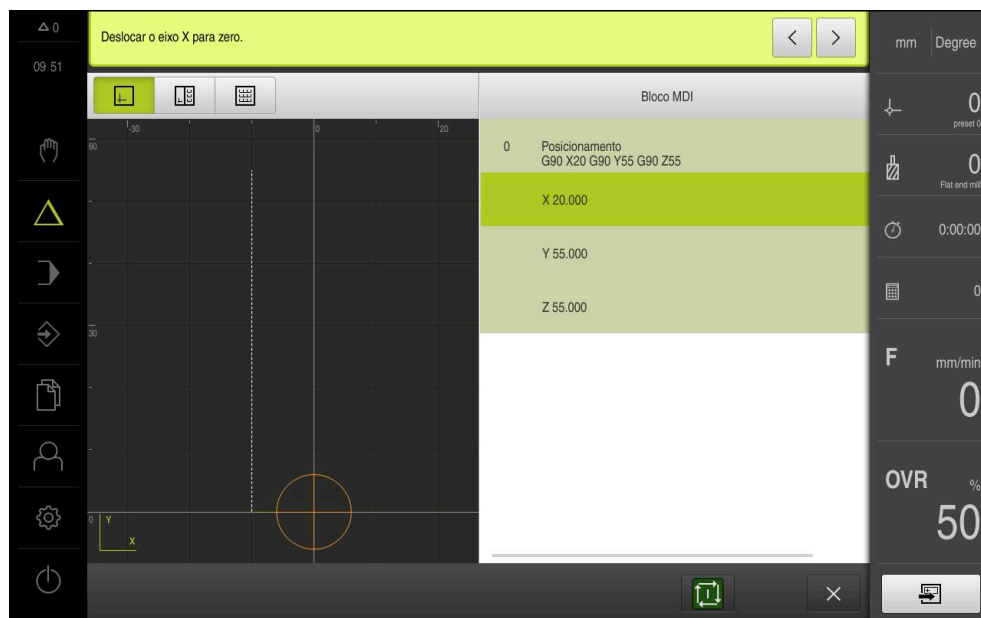 0
Deslocar o eixo X para zero.
mm Degree
09 51
Bloco MDI
-30 0 20
60
0 Posicionamento
G90 X20 G90 Y55 G90 Z55
X 20.000
Y 55.000
Z 55.000
30
0 Y
X
0
preset 0
0
Flat end mill
0:00:00
0
F mm/min
0
OVR %
50